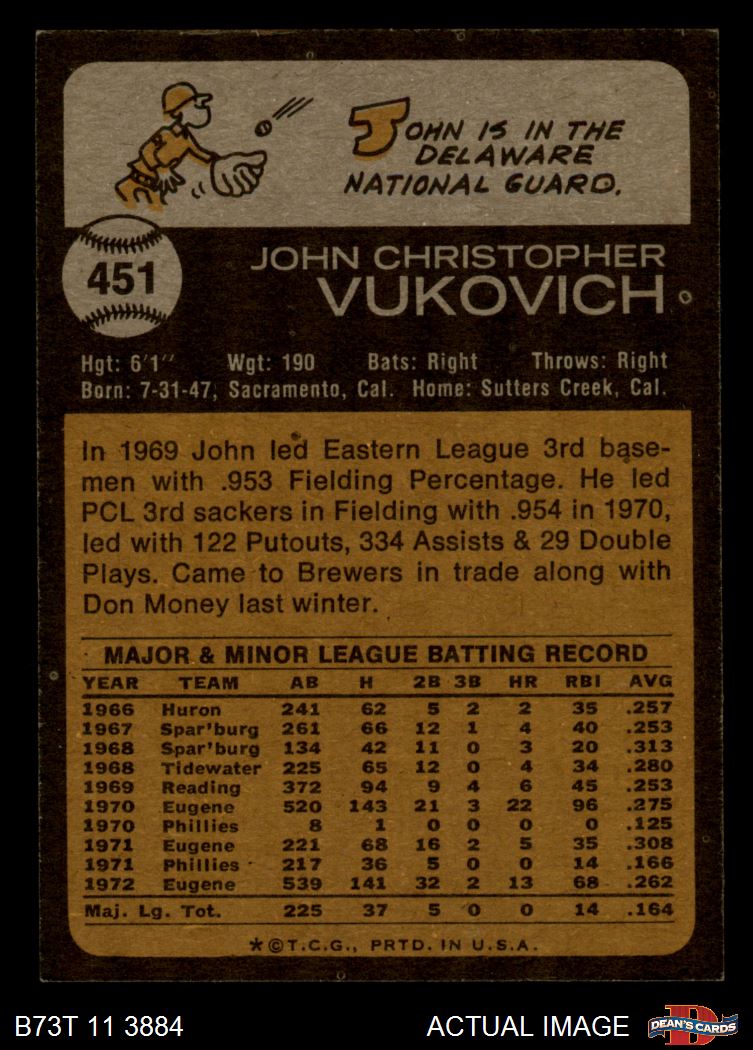 JOHN IS IN THE
DELAWARE
NATIONAL GUARD.
451
JOHN CHRISTOPHER
VUKOVICH
Hgt: 6'1" Wgt: 190 Bats: Right Throws: Right
Born: 7-31-47, Sacramento, Cal. Home: Sutters Creek, Cal.
In 1969 John led Eastern League 3rd base-
men with .953 Fielding Percentage. He led
PCL 3rd sackers in Fielding with .954 in 1970,
led with 122 Putouts, 334 Assists & 29 Double
Plays. Came to Brewers in trade along with
Don Money last winter.
MAJOR & MINOR LEAGUE BATTING RECORD
YEAR TEAM AB H 2B 3B HR RBI AVG
1966 Huron 241 62 5 2 2 35 .257
1967 Spar'burg 261 66 12 1 4 40 .253
1968 Spar'burg 134 42 11 0 3 20 .313
1968 Tidewater 225 65 12 0 4 34 .280
1969 Reading 372 94 9 4 6 45 .253
1970 Eugene 520 143 21 3 22 96 .275
1970 Phillies 8 1 0 0 0 0 .125
1971 Eugene 221 68 16 2 5 35 .308
1971 Phillies 217 36 5 0 0 14 .166
1972 Eugene 539 141 32 2 13 68 .262
Maj. Lg. Tot. 225 37 5 0 0 14 .164
*©T.C.G., PRTD. IN U.S.A.
B73T 11 3884 ACTUAL IMAGE
D
DEAN'S CARDS